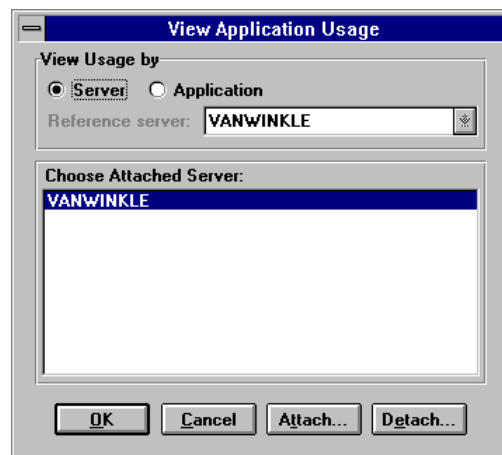 View Application Usage
View Usage by
Server Application
Reference server: VANWINKLE
Choose Attached Server:
VANWINKLE
OK Cancel Attach... Detach...